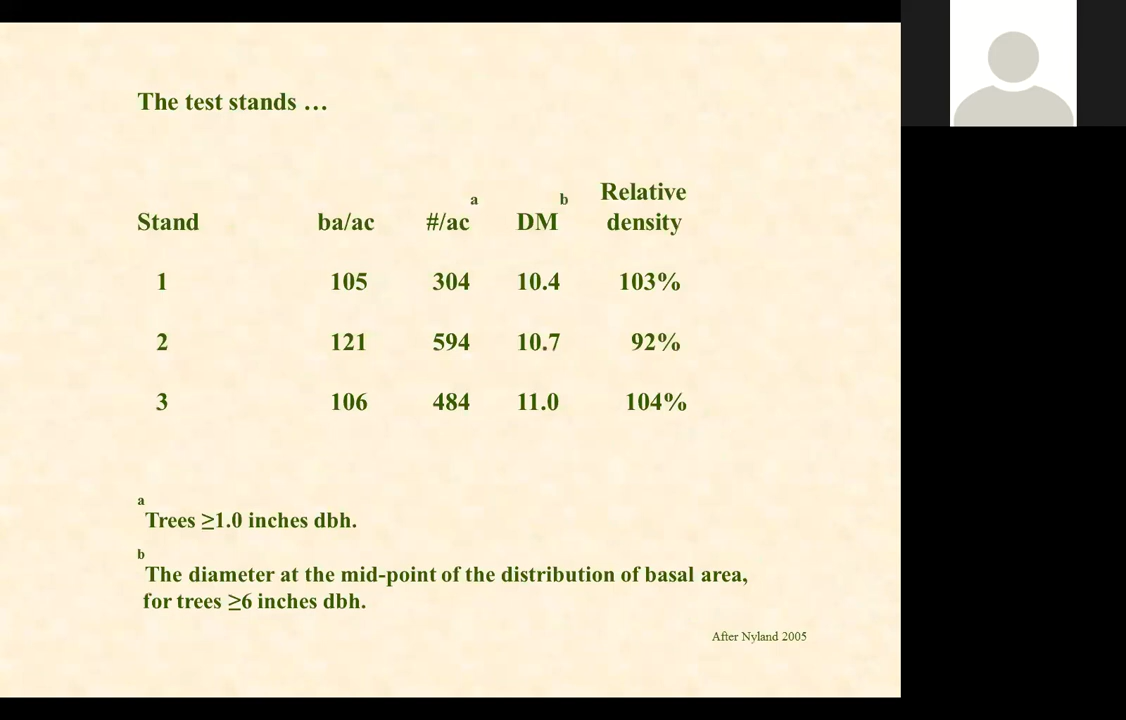 The test stands …
Relative
Stand ba/ac #/ac a DM b density
1 105 304 10.4 103%
2 121 594 10.7 92%
3 106 484 11.0 104%
a
Trees ≥1.0 inches dbh.
b
The diameter at the mid-point of the distribution of basal area,
for trees ≥6 inches dbh.
After Nyland 2005